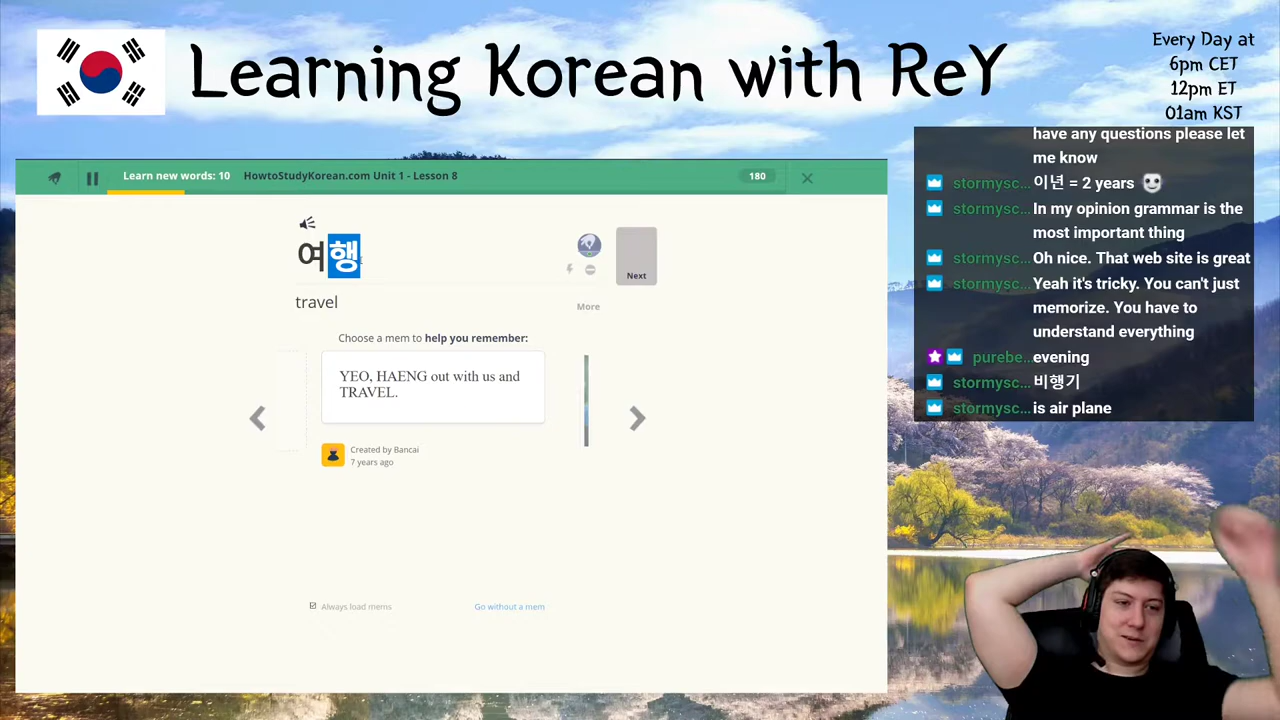 Learning Korean with ReY
Every Day at
6pm CET
12pm ET
01am KST
Learn new words: 10 HowtoStudyKorean.com Unit 1 - Lesson 8 180
여행
Next
travel
More
Choose a mem to help you remember:
YEO, HAENG out with us and
TRAVEL.
Created by Bancai
7 years ago
Always load mems
Go without a mem
have any questions please let
me know
stormysc... 이년 = 2 years
stormysc... In my opinion grammar is the
most important thing
stormysc... Oh nice. That web site is great
stormysc... Yeah it's tricky. You can't just
memorize. You have to
understand everything
purebe... evening
stormysc... 비행기
stormysc... is air plane